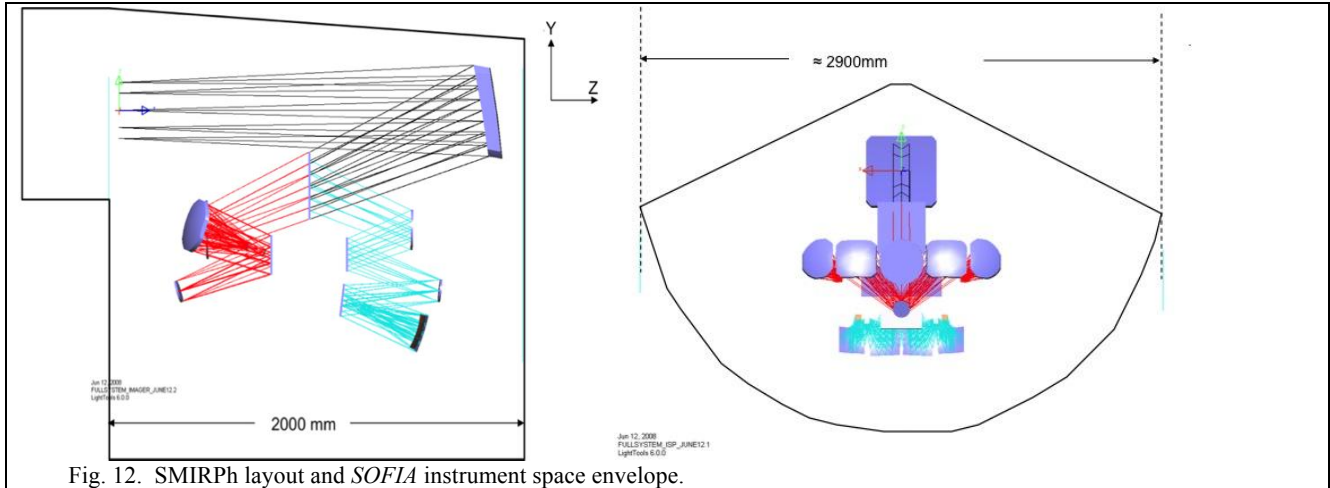 Y
Z
≈ 2900mm
Jun 12, 2008
FULLSYSTEM_IMAGER_JUNE12.2
LightTools 6.0.0
2000 mm
Jun 12, 2008
FULLSYSTEM_ISP_JUNE12.1
LightTools 6.0.0
Fig. 12. SMIRPh layout and SOFIA instrument space envelope.